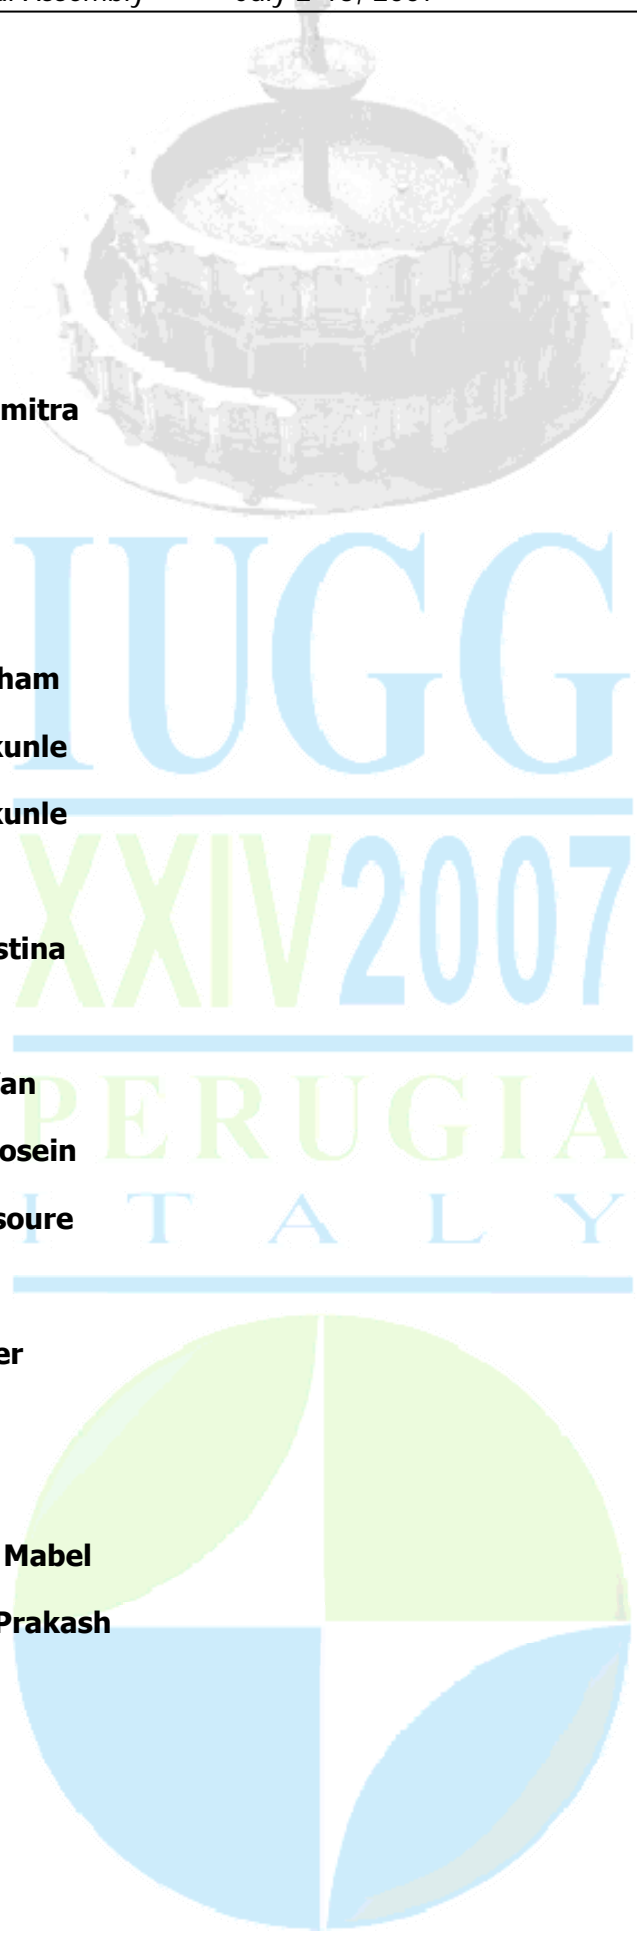 mitra
IUGG
ham
kunle
XXIV2007
kunle
stina
PERUGIA
an
osein
ITALY
soure
er
Mabel
Prakash